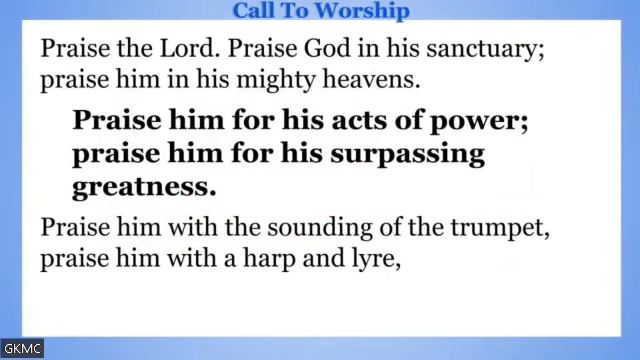 Call To Worship
Praise the Lord. Praise God in his sanctuary;
praise him in his mighty heavens.
Praise him for his acts of power;
praise him for his surpassing
greatness.
Praise him with the sounding of the trumpet,
praise him with a harp and lyre,
GKMC